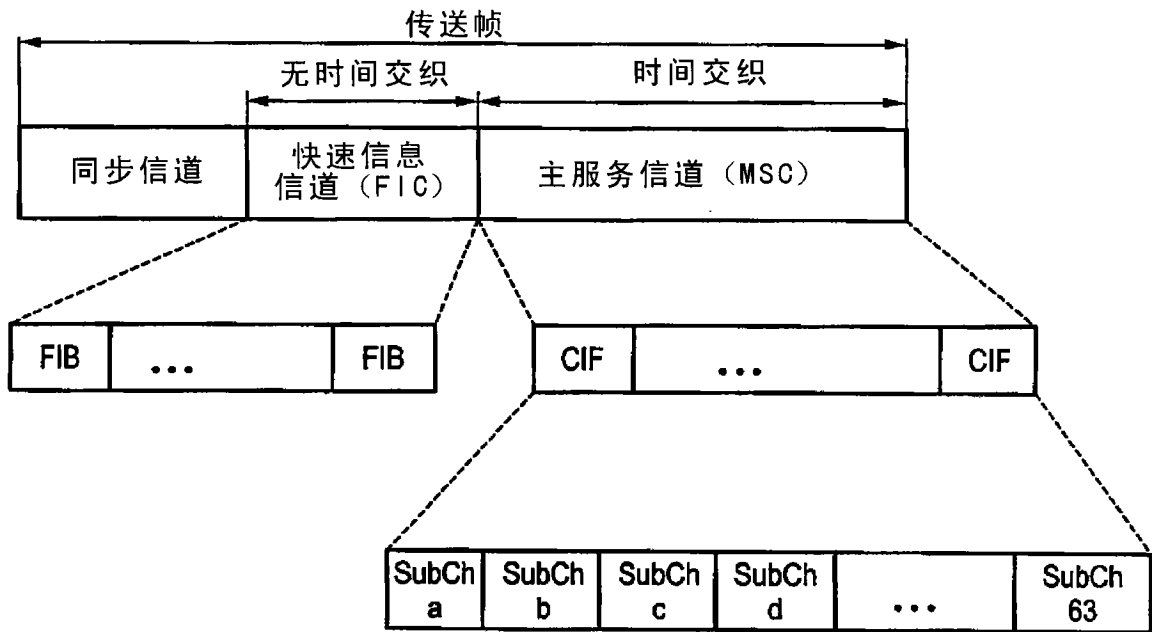 传送帧
无时间交织
时间交织
同步信道
快速信息
信道（FIC）
主服务信道（MSC）
FIB
...
FIB
CIF
...
CIF
SubCh
a
SubCh
b
SubCh
c
SubCh
d
...
SubCh
63